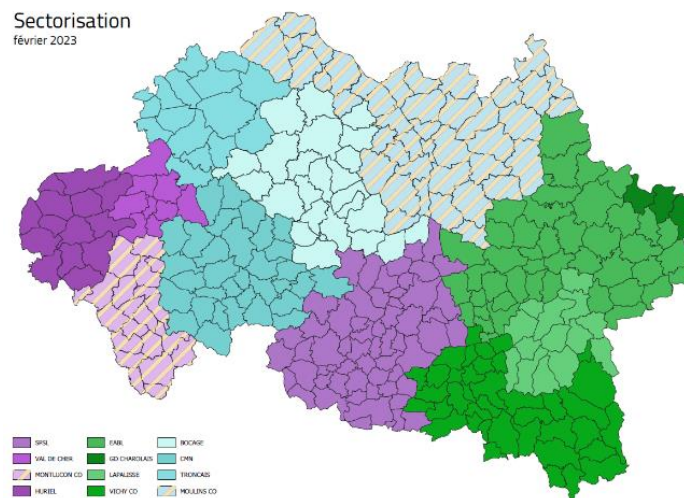 Sectorisation
février 2023
SPSL
EABL
BOCAGE
VAL DE CHER
GD CHAROLAIS
CMN
MONTLUCON CO
LAPALISSE
TRONCAIS
HURIEL
VICHY CO
MOULINS CO